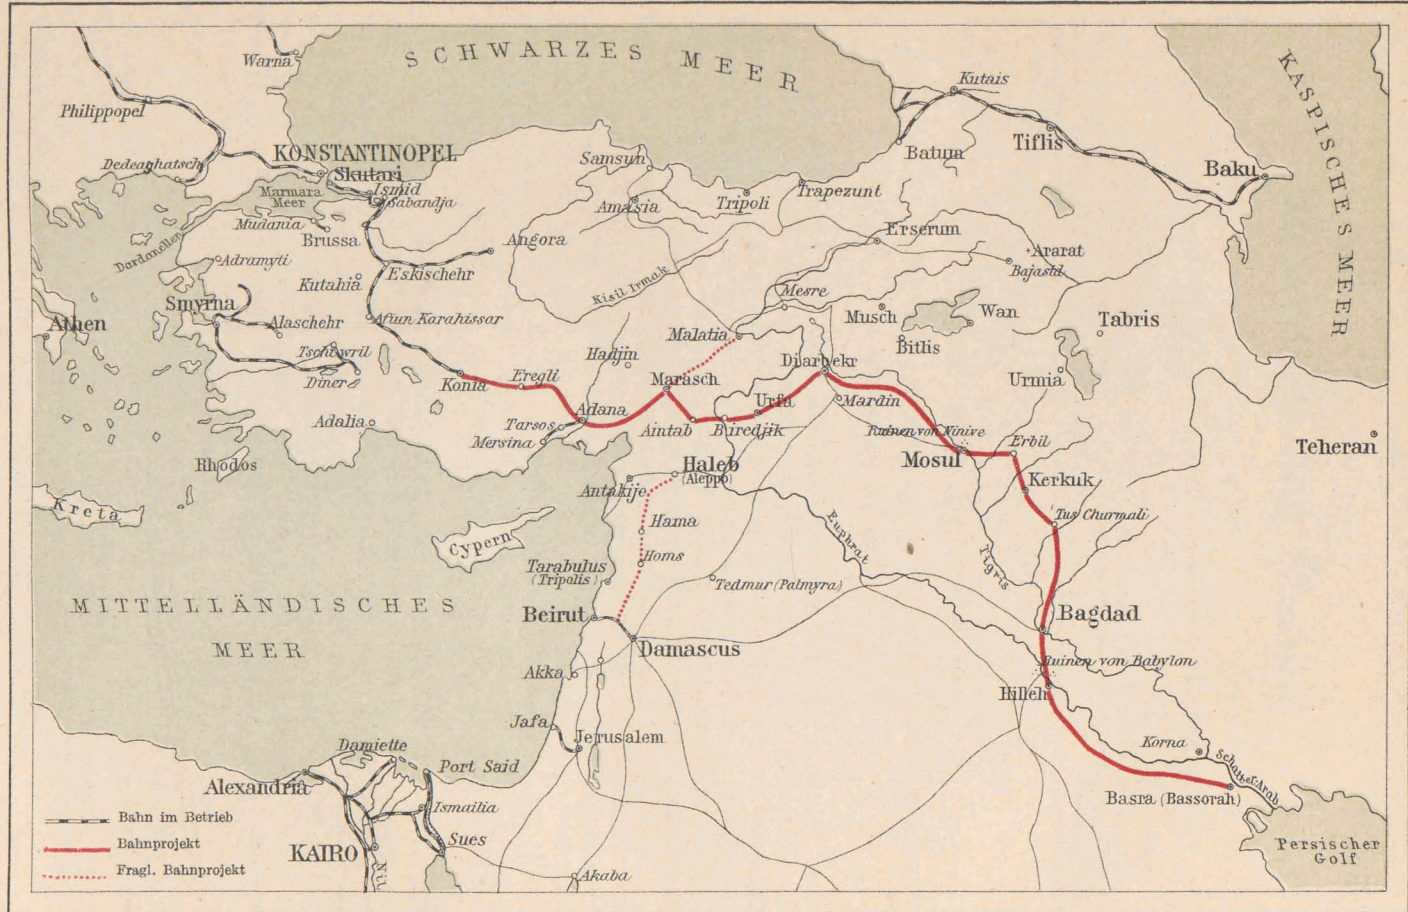 SCHWARZES MEER
KASPISCHES MEER
Warna
Philippopel
Dedeaghatsch
KONSTANTINOPEL
Skutari
Marmara
Meer
Ismid
Sabandja
Mudania
Brussa
Dardanellen
Adramyti
Samsun
Amasia
Tripoli
Trapezunt
Batum
Kutais
Tiflis
Baku
Angora
Eskischehr
Kutahia
Kisil Irmak
Erserum
Ararat
Bajasid
Mesre
Musch
Wan
Bitlis
Tabris
Urmia
Teheran
Athen
Smyrna
Alaschehr
Afiun Karahissar
Diner
Konia
Eregli
Hadjin
Malatia
Marasch
Diarbekr
Urfa
Mardin
Adana
Tarsos
Mersina
Aintab
Biredjik
Adalia
Rhodos
Kreta
Cypern
Ruinen von Ninive
Mosul
Erbil
Kerkuk
Tus Churmali
Haleb
(Aleppo)
Antakije
Hama
Homs
Tarabulus
(Tripolis)
Tedmur (Palmyra)
Euphrat
Tigris
MITTELLÄNDISCHES
MEER
Beirut
Damascus
Bagdad
Ruinen von Babylon
Hilleh
Akka
Jafa
Jerusalem
Korna
Schatt-el-Arab
Basra (Bassorah)
Persischer
Golf
Damiette
Port Said
Alexandria
Ismailia
Sues
KAIRO
Nil
Akaba
Bahn im Betrieb
Bahnprojekt
Fragl. Bahnprojekt